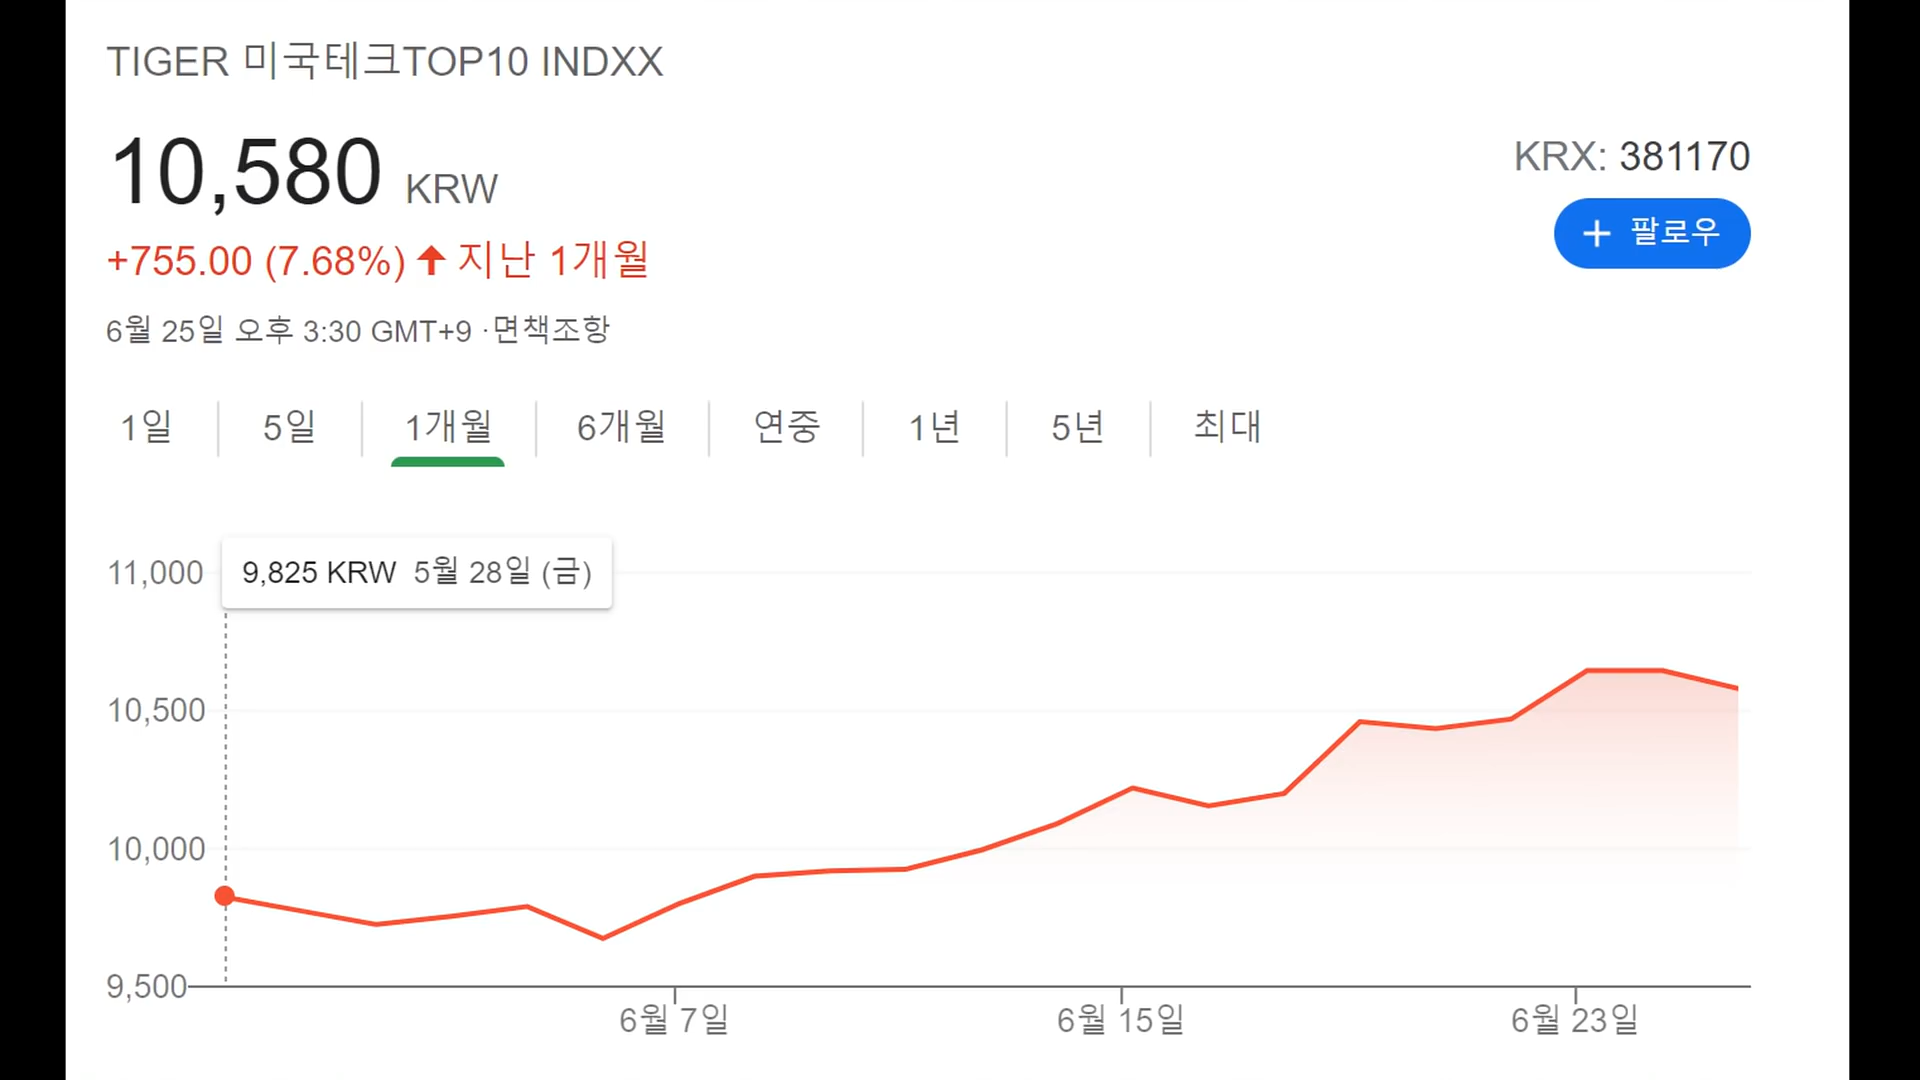 TIGER 미국테크TOP10 INDXX
10,580 KRW
KRX: 381170
+ 팔로우
+755.00 (7.68%) ↑ 지난 1개월
6월 25일 오후 3:30 GMT+9 ·면책조항
1일 5일 1개월 6개월 연중 1년 5년 최대
9,825 KRW 5월 28일 (금)
11,000
10,500
10,000
9,500
6월 7일 6월 15일 6월 23일